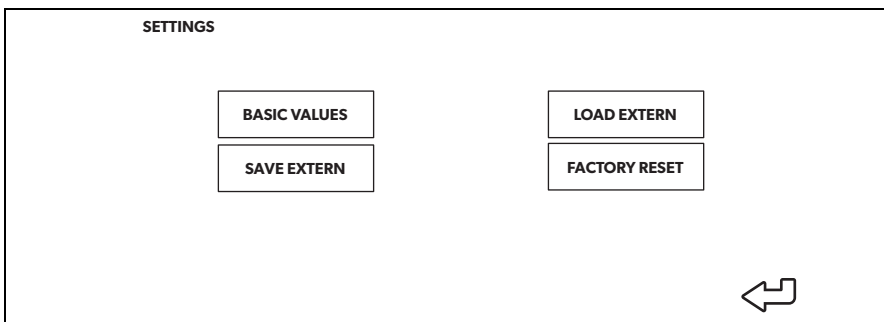 SETTINGS
BASIC VALUES
LOAD EXTERN
SAVE EXTERN
FACTORY RESET